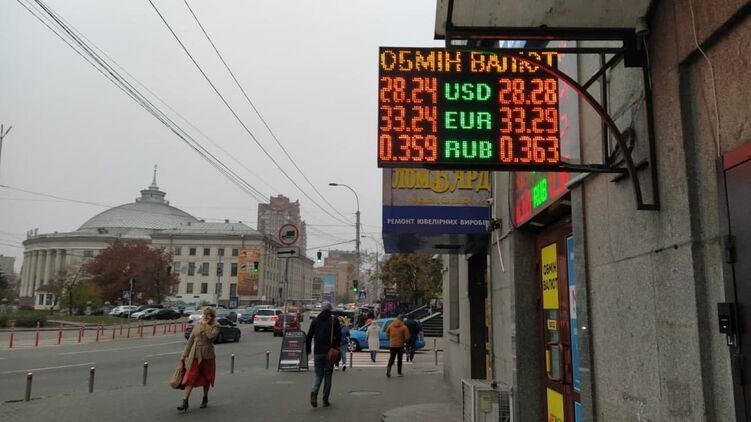 ОБМІН ВАЛЮТ
28.24 USD 28.28
33.24 EUR 33.29
0.359 RUB 0.363
ЛОМБАРД
РЕМОНТ ЮВЕЛІРНИХ ВИРОБІВ
RUB
ОБМІН
ВАЛЮТ